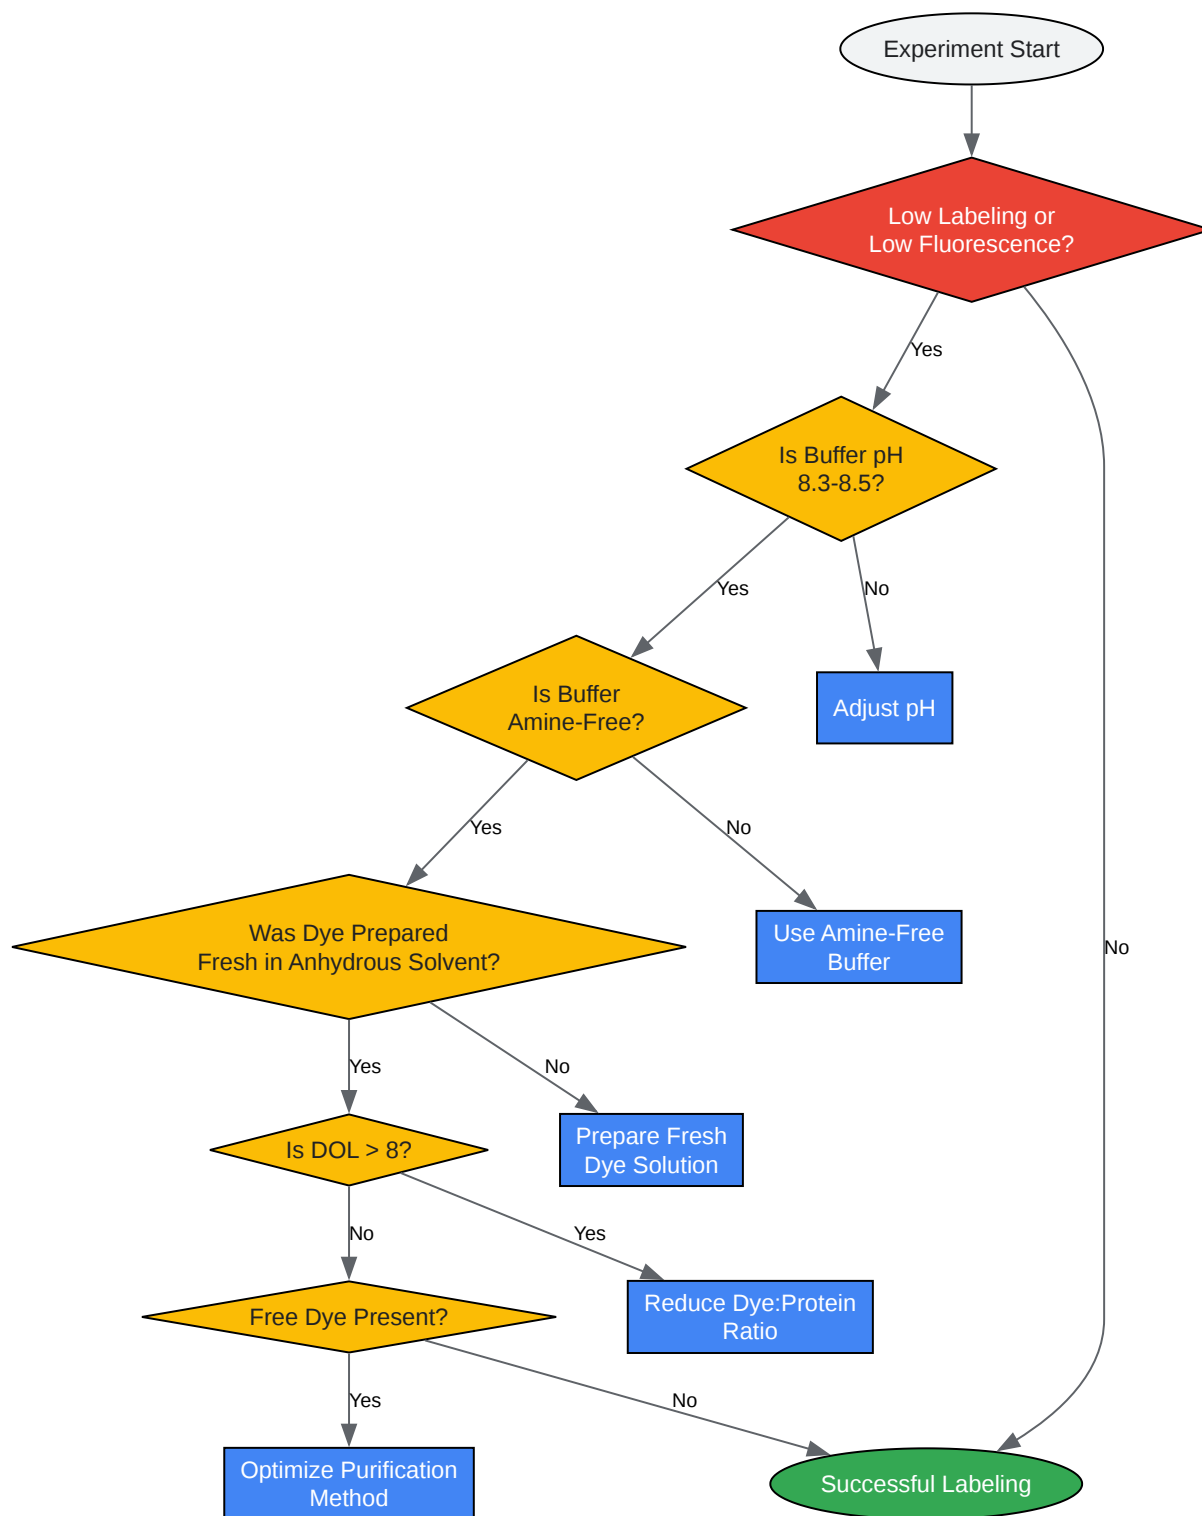 Experiment Start
Low Labeling or
Low Fluorescence?
Yes
Is Buffer pH
8.3-8.5?
Yes
No
Is Buffer
Amine-Free?
Adjust pH
Yes
No
Was Dye Prepared
Fresh in Anhydrous Solvent?
Use Amine-Free
Buffer
No
Yes
No
Is DOL > 8?
Prepare Fresh
Dye Solution
No
Yes
Free Dye Present?
Reduce Dye:Protein
Ratio
Yes
No
Optimize Purification
Method
Successful Labeling